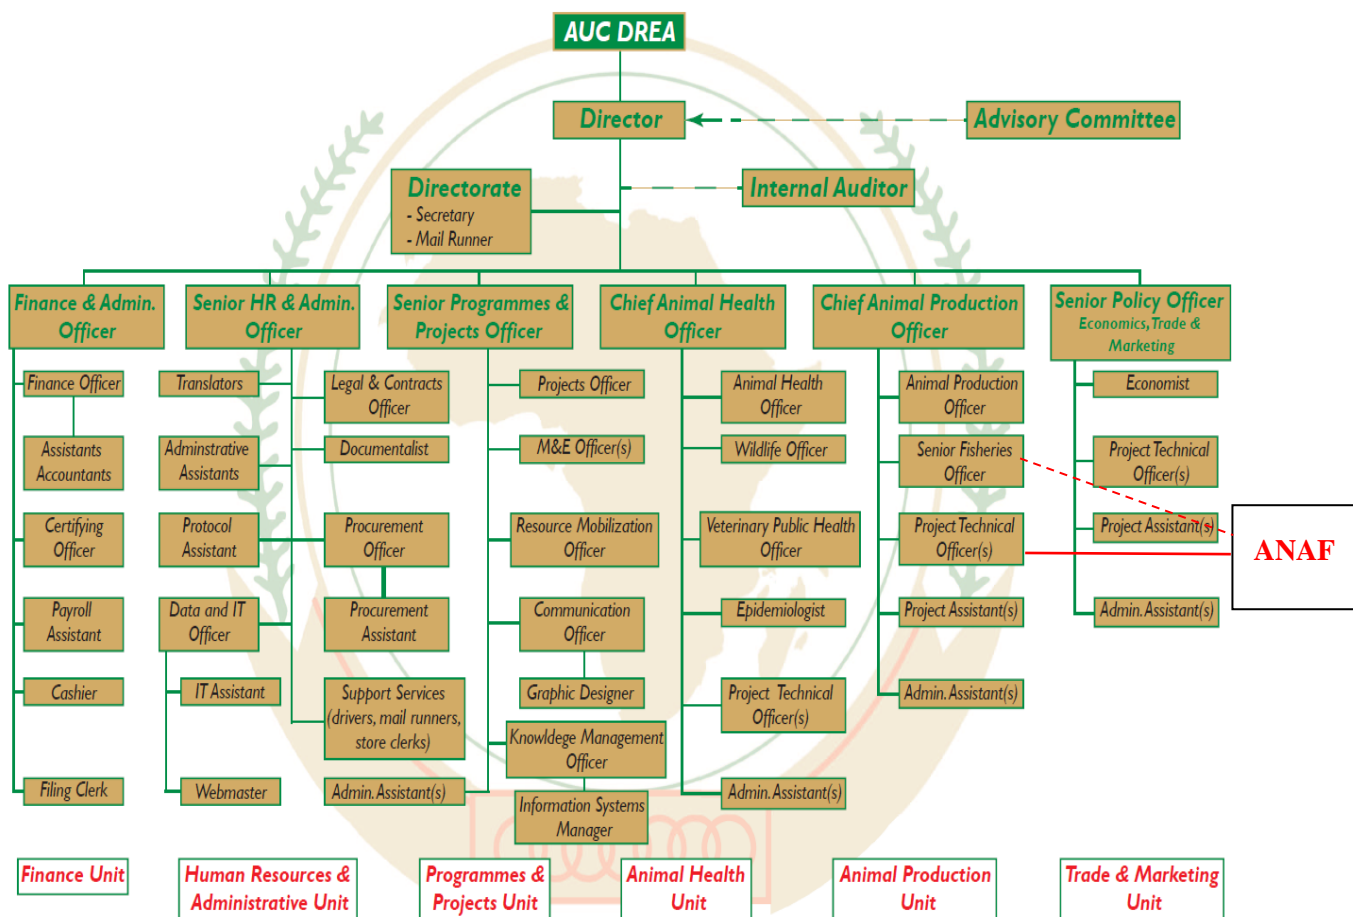 AUC DREA
Director
Advisory Committee
Directorate
- Secretary
- Mail Runner
Internal Auditor
Finance & Admin.
Officer
Senior HR & Admin.
Officer
Senior Programmes &
Projects Officer
Chief Animal Health
Officer
Chief Animal Production
Officer
Senior Policy Officer
Economics, Trade &
Marketing
Finance Officer
Assistants
Accountants
Certifying
Officer
Payroll
Assistant
Cashier
Filing Clerk
Translators
Adminstrative
Assistants
Protocol
Assistant
Data and IT
Officer
IT Assistant
Webmaster
Legal & Contracts
Officer
Documentalist
Procurement
Officer
Procurement
Assistant
Support Services
(drivers, mail runners,
store clerks)
Admin. Assistant(s)
Projects Officer
M&E Officer(s)
Resource Mobilization
Officer
Communication
Officer
Graphic Designer
Knowldege Management
Officer
Information Systems
Manager
Animal Health
Officer
Wildlife Officer
Veterinary Public Health
Officer
Epidemiologist
Project Technical
Officer(s)
Admin. Assistant(s)
Animal Production
Officer
Senior Fisheries
Officer
Project Technical
Officer(s)
Project Assistant(s)
Admin. Assistant(s)
Economist
Project Technical
Officer(s)
Project Assistant(s)
Admin. Assistant(s)
ANAF
Finance Unit
Human Resources &
Administrative Unit
Programmes &
Projects Unit
Animal Health
Unit
Animal Production
Unit
Trade & Marketing
Unit